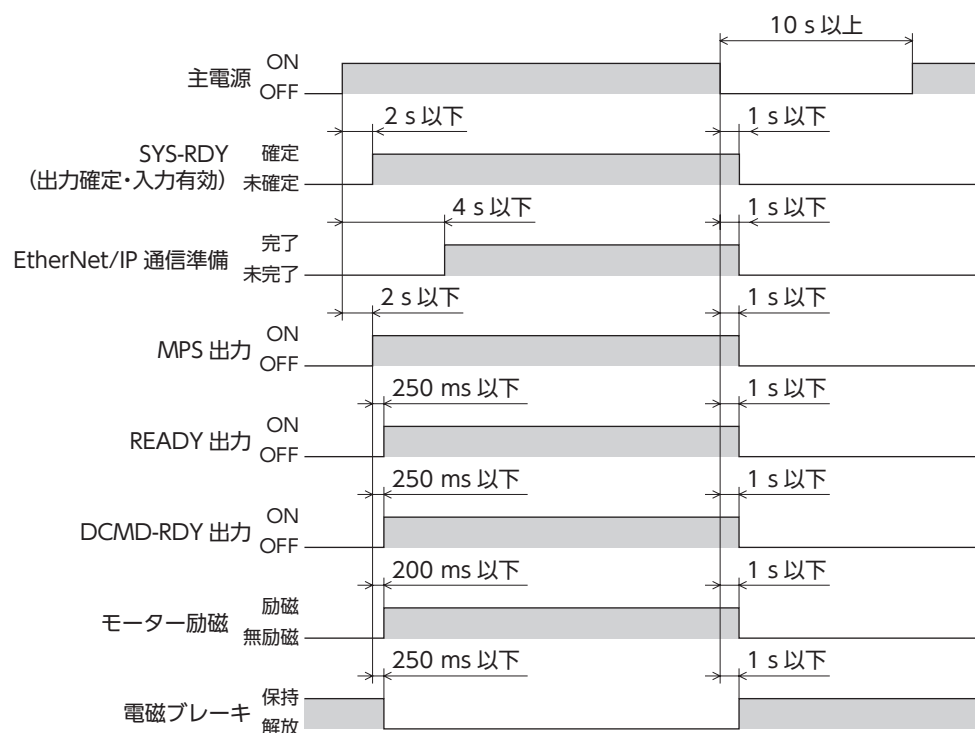 10 s 以上
主電源 ON
OFF
2 s 以下 1 s 以下
SYS-RDY 確定
(出力確定・入力有効) 未確定
4 s 以下 1 s 以下
EtherNet/IP 通信準備 完了
未完了
2 s 以下 1 s 以下
MPS 出力 ON
OFF
250 ms 以下 1 s 以下
READY 出力 ON
OFF
250 ms 以下 1 s 以下
DCMD-RDY 出力 ON
OFF
200 ms 以下 1 s 以下
モーター励磁 励磁
無励磁
250 ms 以下 1 s 以下
電磁ブレーキ 保持
解放